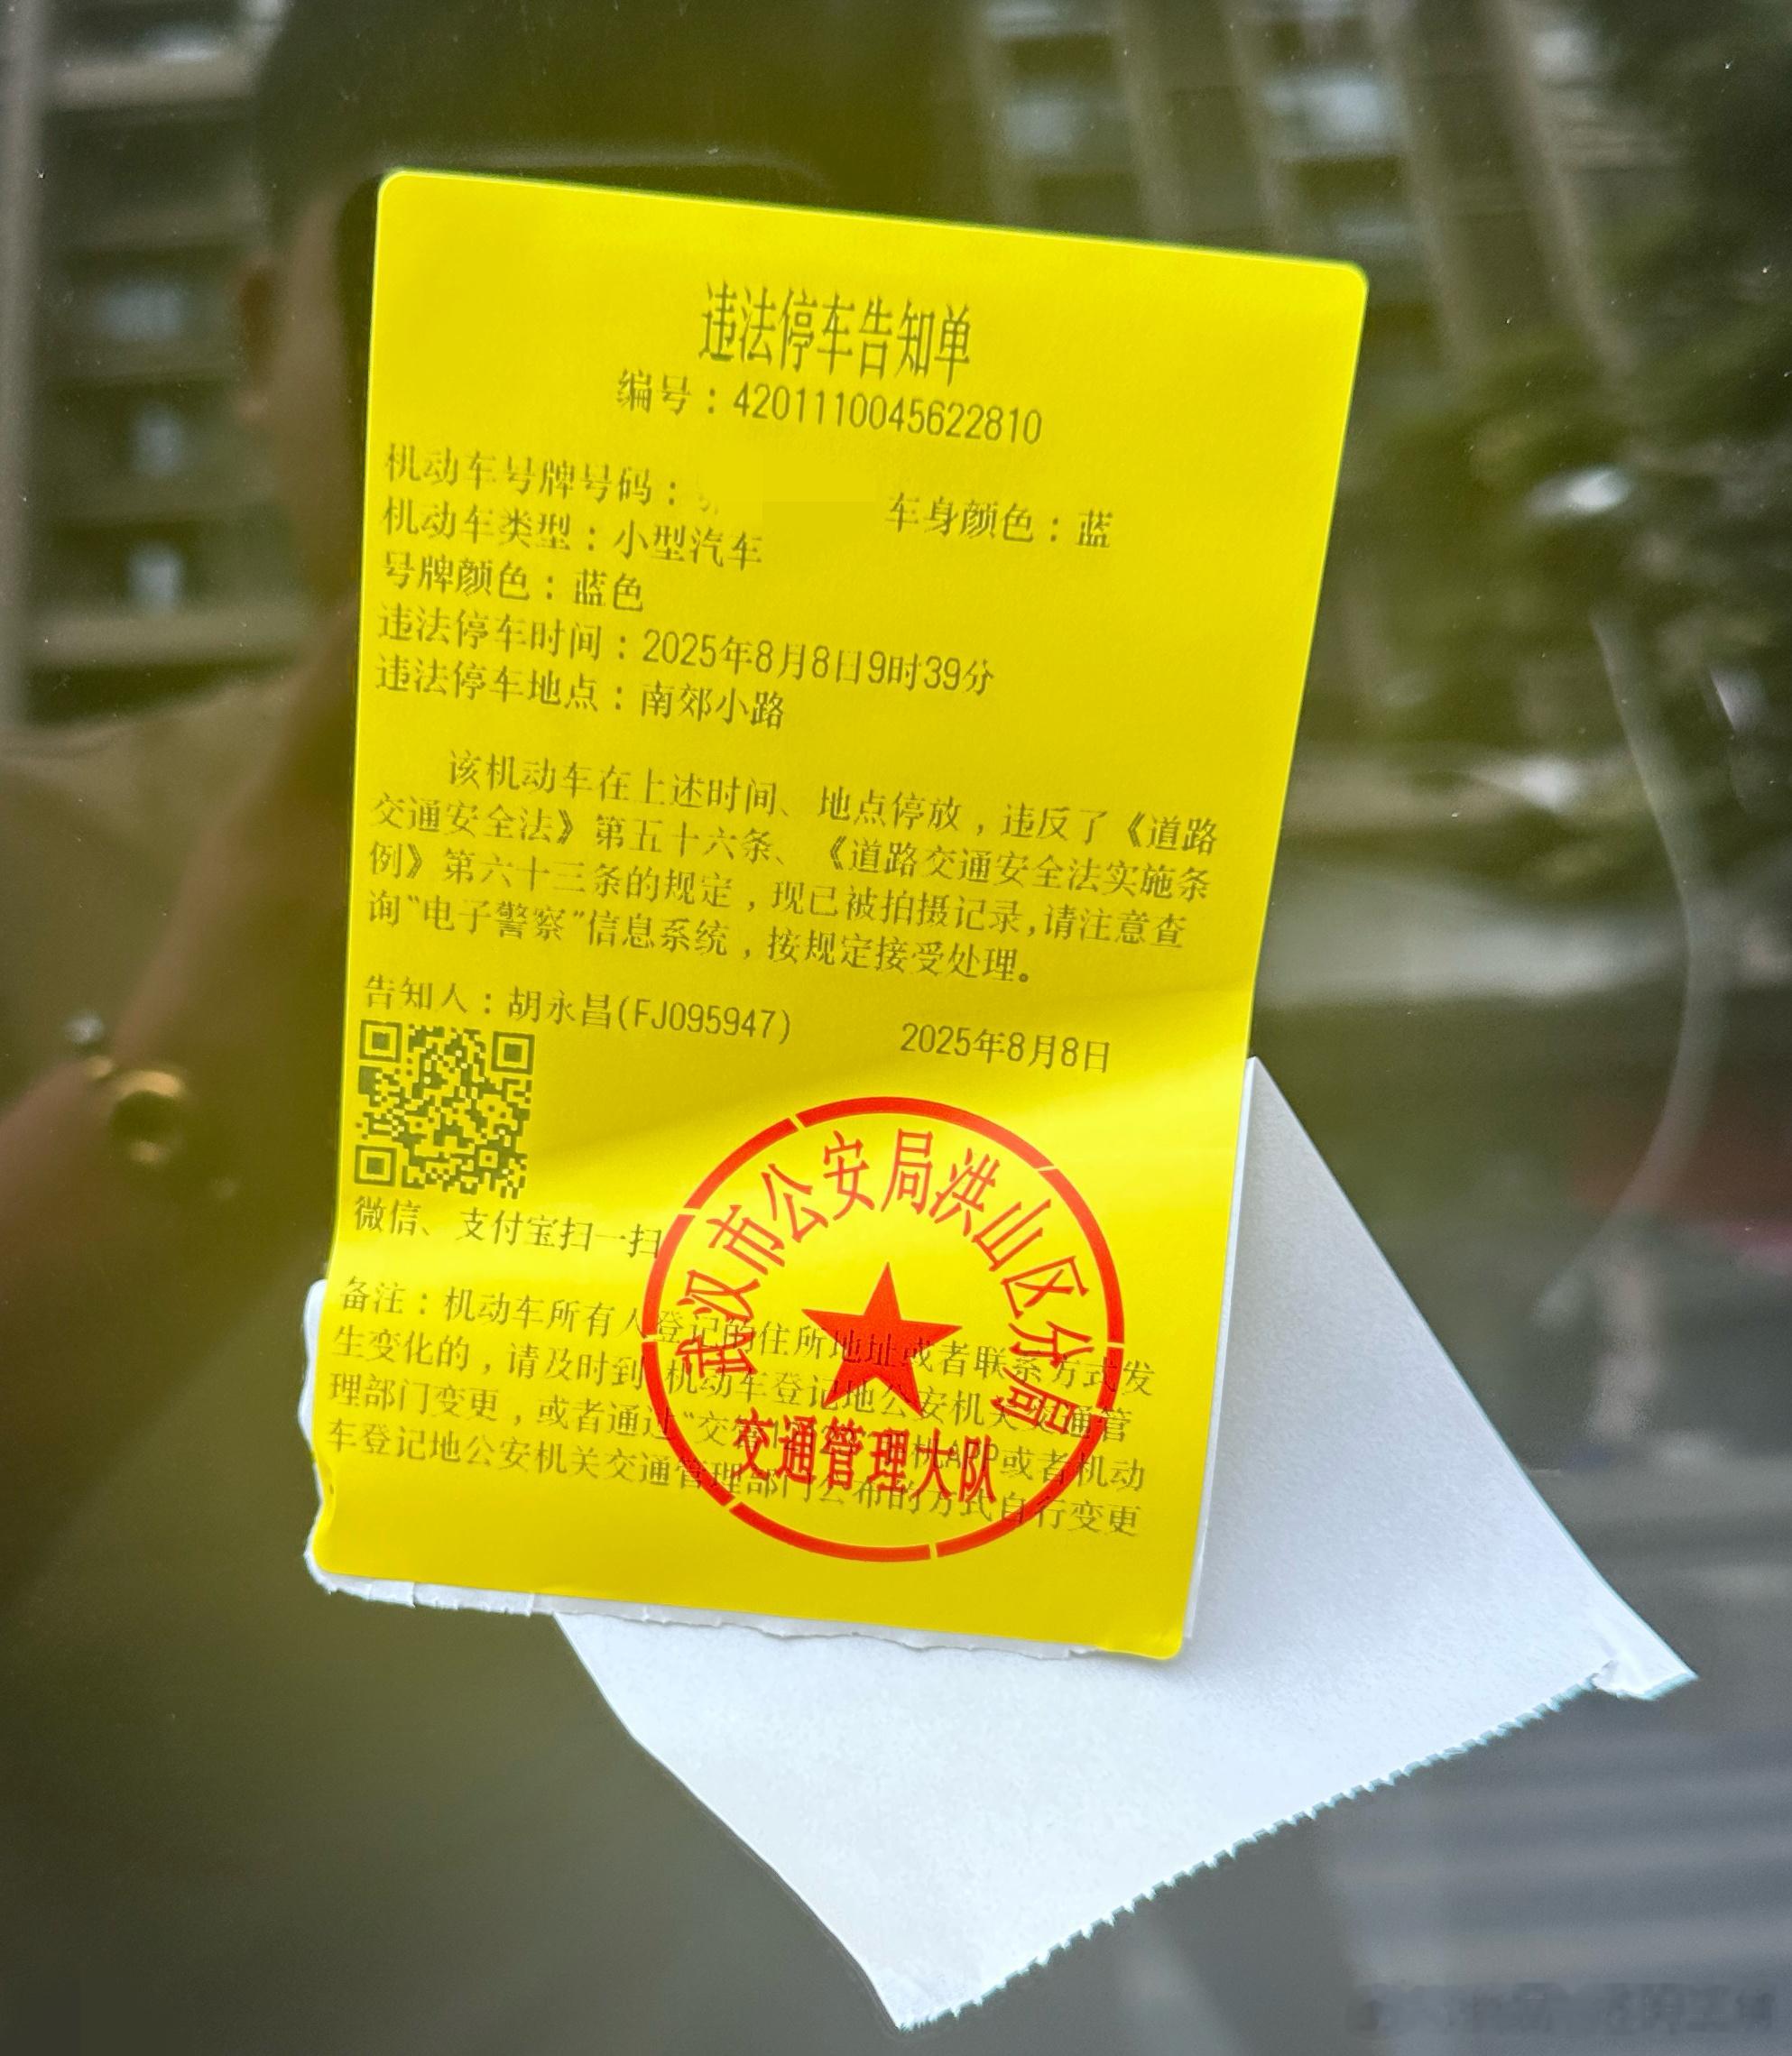 违法停车告知单
编号：4201110045622810
机动车号牌号码： 车身颜色：蓝
机动车类型：小型汽车
号牌颜色：蓝色
违法停车时间：2025年8月8日9时39分
违法停车地点：南郊小路
该机动车在上述时间、地点停放，违反了《道路
交通安全法》第五十六条、《道路交通安全法实施条
例》第六十三条的规定，现已被拍摄记录,请注意查
询"电子警察"信息系统，按规定接受处理。
告知人：胡永昌(FJ095947) 2025年8月8日
微信、支付宝扫一扫
武汉市公安局洪山区分局
交通管理大队
备注：机动车所有人登记的住所地址或者联系方式发
生变化的，请及时到机动车登记地公安机关交通管
理部门变更，或者通过"交管 机APP或者机动
车登记地公安机关交通管理部门公布的方式自行变更